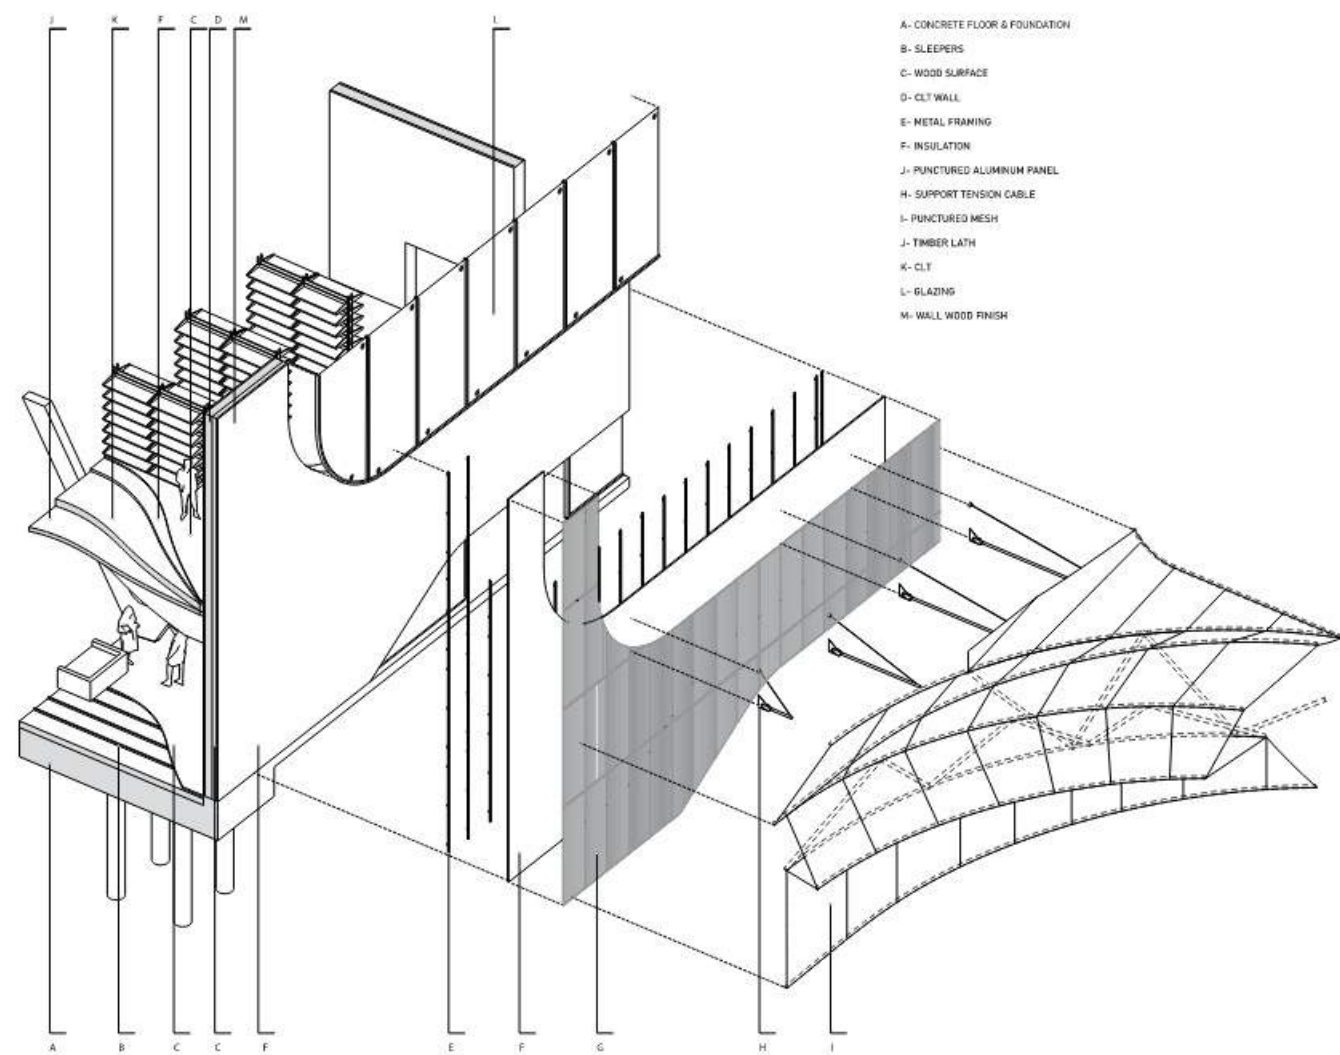 J K F C D M L
A- CONCRETE FLOOR & FOUNDATION
B- SLEEPERS
C- WOOD SURFACE
D- CLT WALL
E- METAL FRAMING
F- INSULATION
J- PUNCTURED ALUMINUM PANEL
H- SUPPORT TENSION CABLE
I- PUNCTURED MESH
J- TIMBER LATH
K- CLT
L- GLAZING
M- WALL WOOD FINISH
A B C C F E F G H I